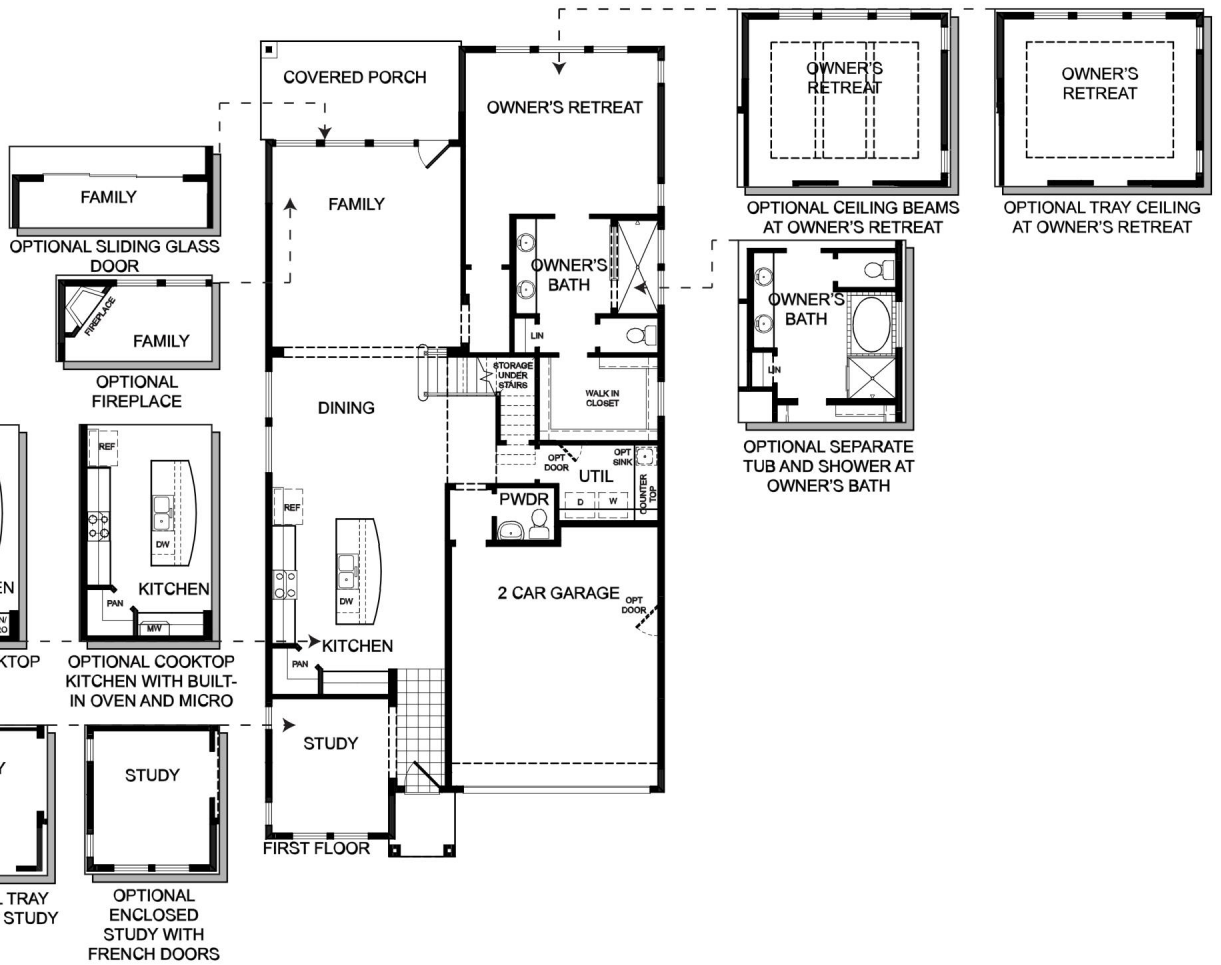 COVERED PORCH
OWNER'S RETREAT
FAMILY
OWNER'S
BATH
LIN
STORAGE
UNDER
STAIRS
WALK IN
CLOSET
DINING
OPT
DOOR
OPT
SINK
UTIL
COUNTER
TOP
D
W
PWDR
REF
DW
KITCHEN
PAN
2 CAR GARAGE
OPT
DOOR
STUDY
FIRST FLOOR
FAMILY
OPTIONAL SLIDING GLASS
DOOR
FIREPLACE
FAMILY
OPTIONAL
FIREPLACE
REF
DW
KITCHEN
PAN
MW
OPTIONAL COOKTOP
KITCHEN WITH BUILT-
IN OVEN AND MICRO
EN
N/
RO
KTOP
STUDY
OPTIONAL
ENCLOSED
STUDY WITH
FRENCH DOORS
Y
L TRAY
STUDY
OWNER'S
RETREAT
OPTIONAL CEILING BEAMS
AT OWNER'S RETREAT
OWNER'S
RETREAT
OPTIONAL TRAY CEILING
AT OWNER'S RETREAT
OWNER'S
BATH
LIN
OPTIONAL SEPARATE
TUB AND SHOWER AT
OWNER'S BATH